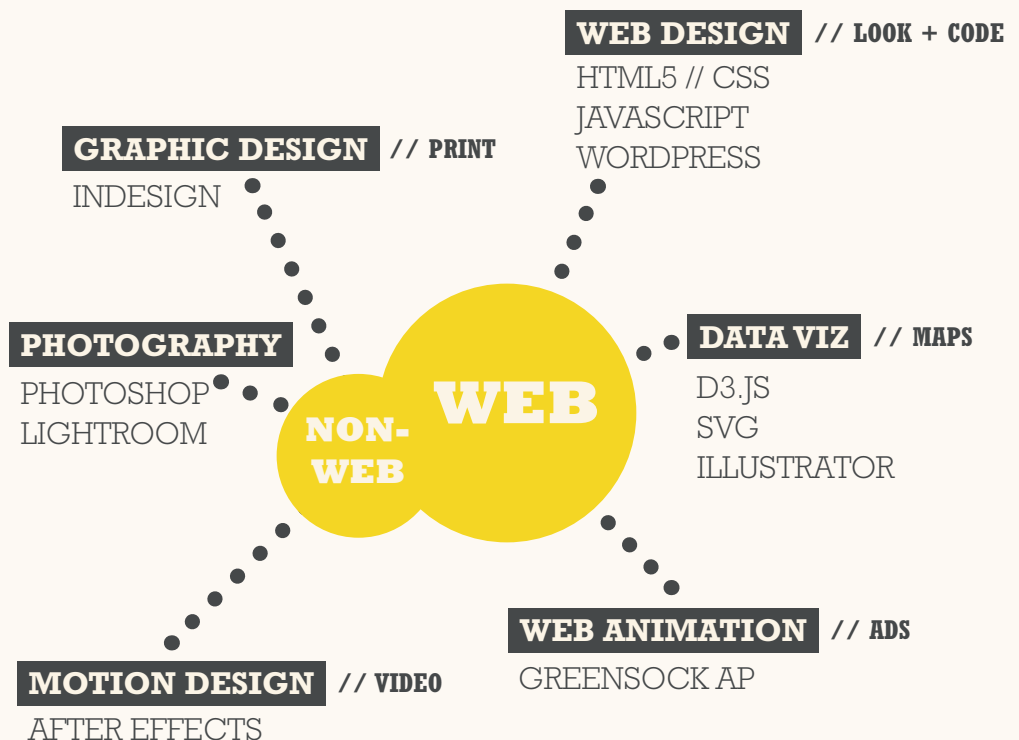 WEB DESIGN // LOOK + CODE
HTML5 // CSS
JAVASCRIPT
WORDPRESS
GRAPHIC DESIGN // PRINT
INDESIGN
PHOTOGRAPHY
PHOTOSHOP
LIGHTROOM
NON-
WEB
WEB
DATA VIZ // MAPS
D3.JS
SVG
ILLUSTRATOR
WEB ANIMATION // ADS
GREENSOCK AP
MOTION DESIGN // VIDEO
AFTER EFFECTS